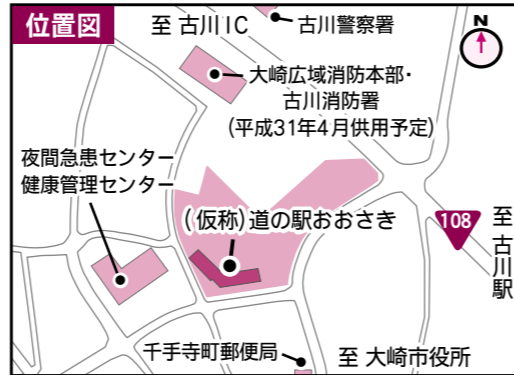 位置図
至 古川IC
古川警察署
N
大崎広域消防本部・
古川消防署
(平成31年4月供用予定)
夜間急患センター
健康管理センター
(仮称)道の駅おおさき
108
至 古川駅
千手寺町郵便局
至 大崎市役所